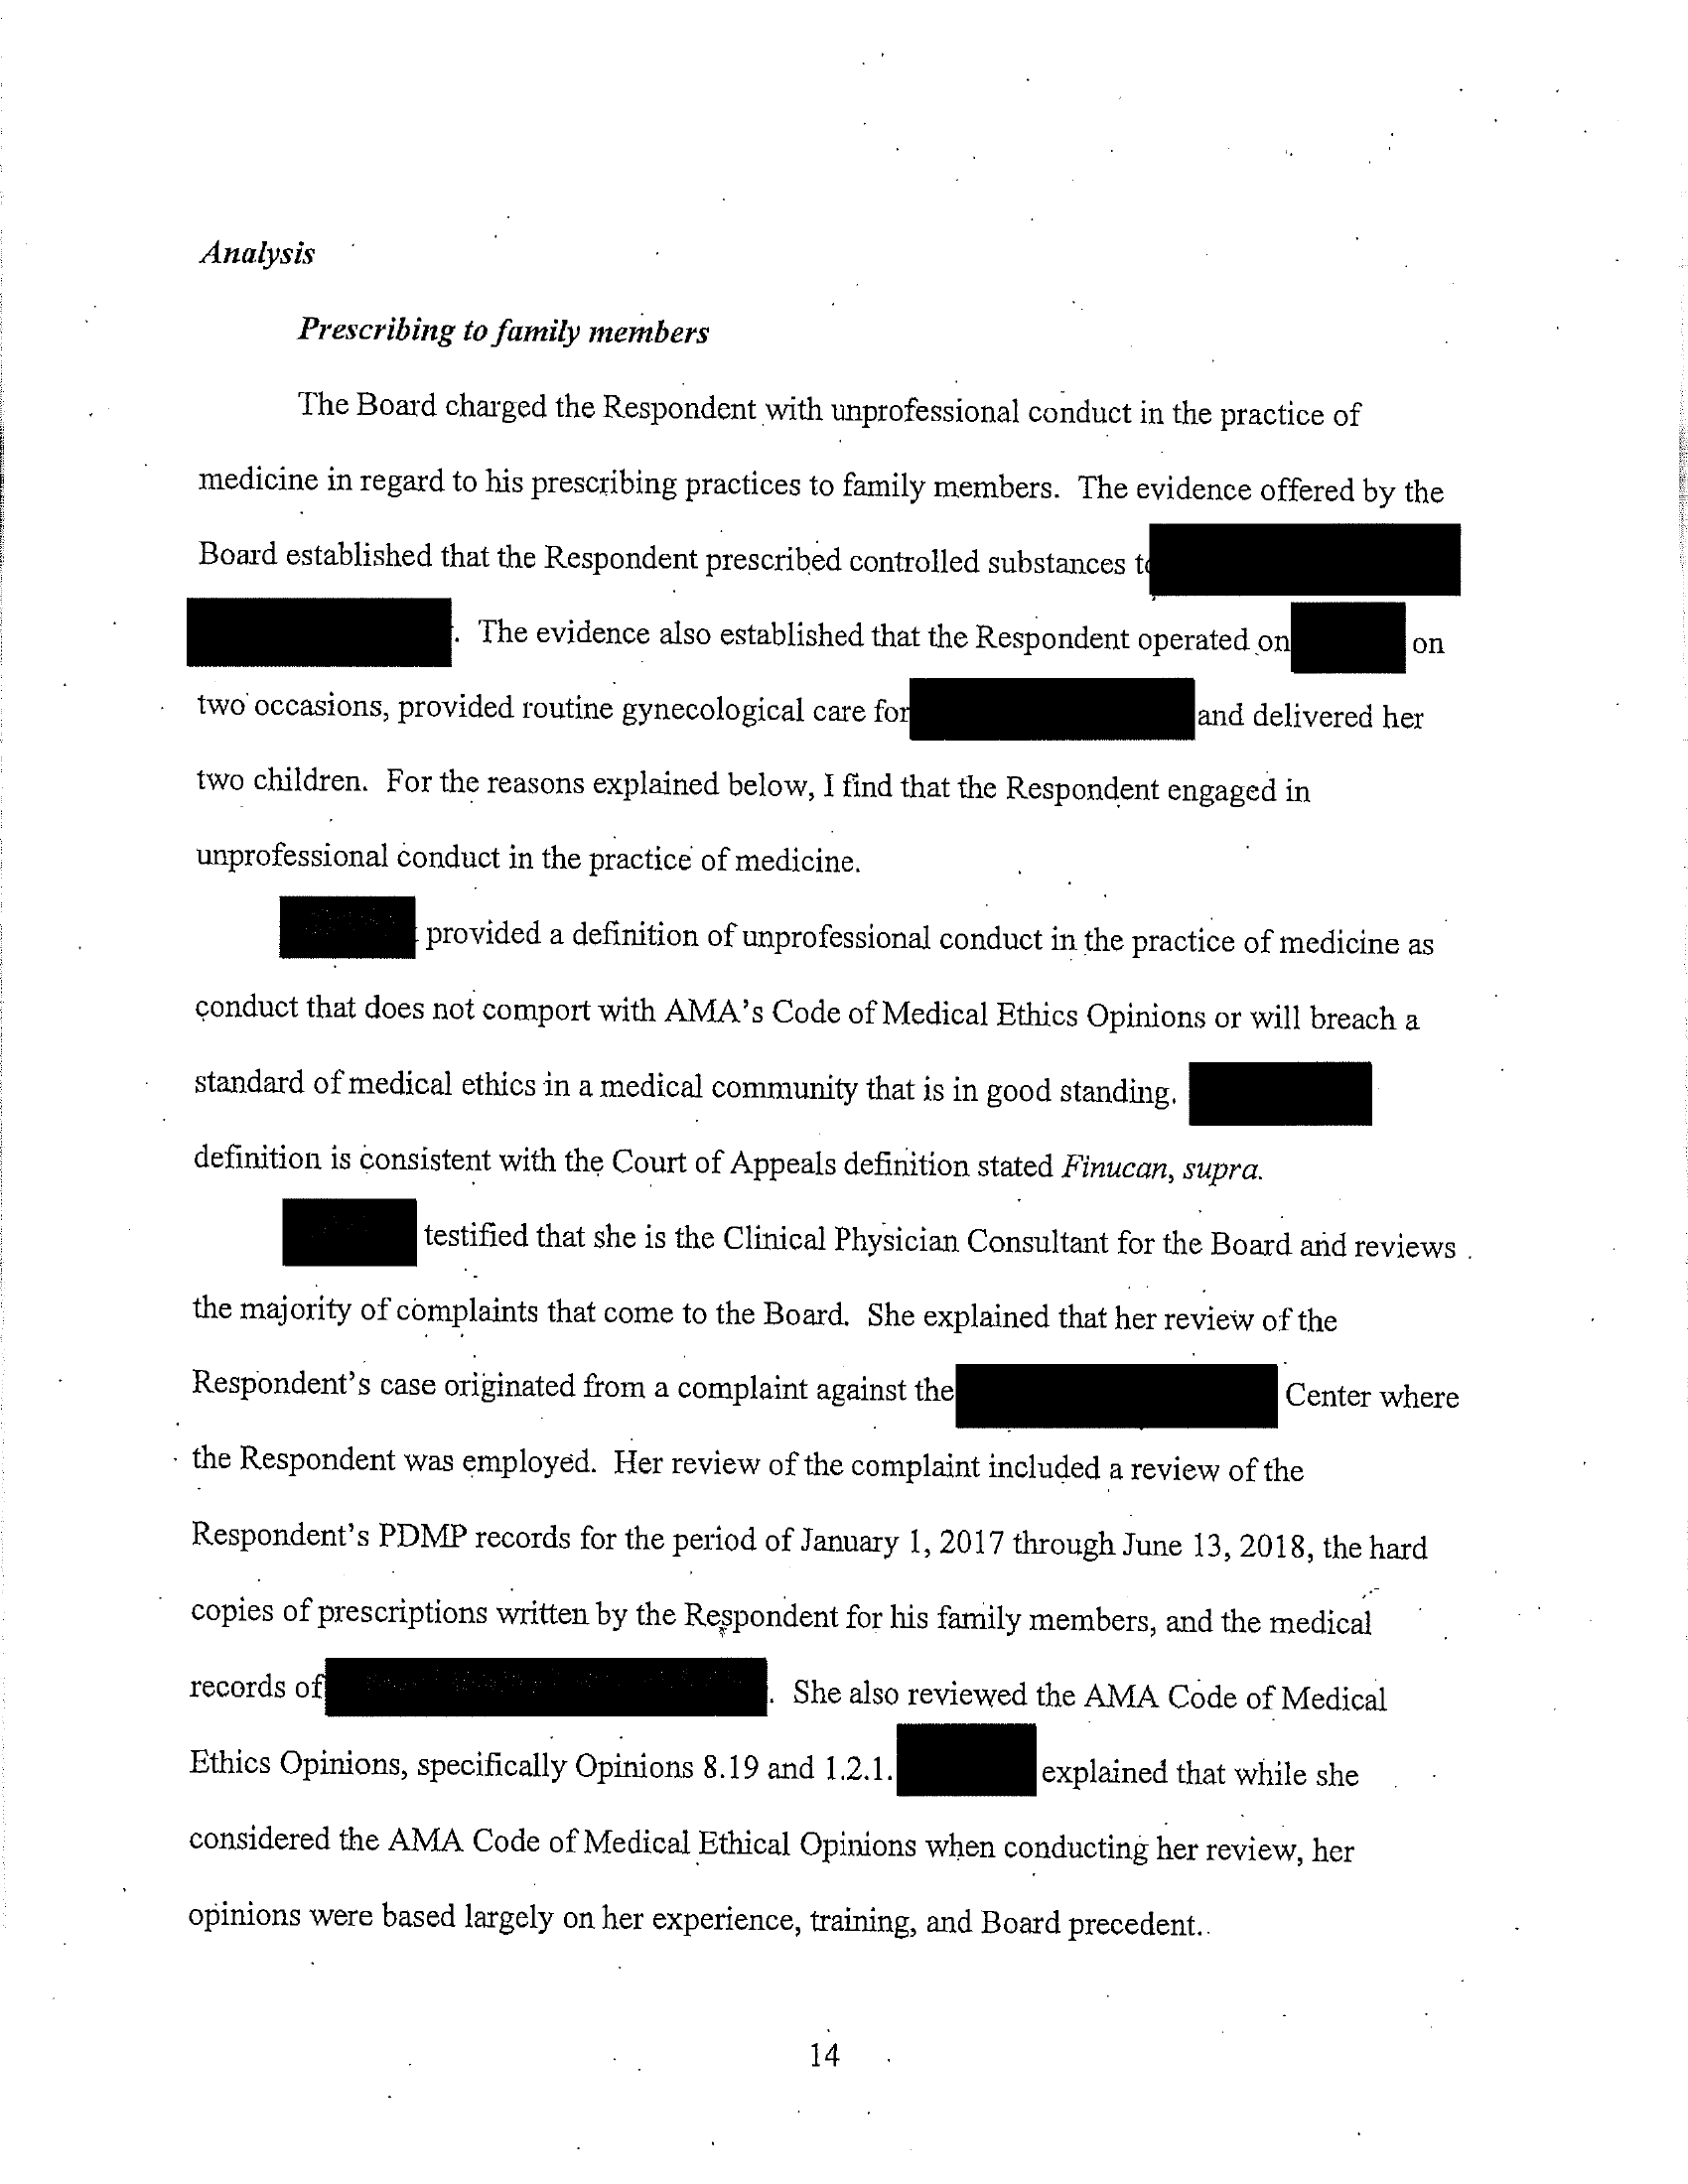 Analysis
Prescribing to family members
The Board charged the Respondent with unprofessional conduct in the practice of
medicine in regard to his prescribing practices to family members. The evidence offered by the
Board established that the Respondent prescribed controlled substances to
. The evidence also established that the Respondent operated on on
two occasions, provided routine gynecological care for and delivered her
two children. For the reasons explained below, I find that the Respondent engaged in
unprofessional conduct in the practice of medicine.
provided a definition of unprofessional conduct in the practice of medicine as
conduct that does not comport with AMA's Code of Medical Ethics Opinions or will breach a
standard of medical ethics in a medical community that is in good standing.
definition is consistent with the Court of Appeals definition stated Finucan, supra.
testified that she is the Clinical Physician Consultant for the Board and reviews
the majority of complaints that come to the Board. She explained that her review of the
Respondent's case originated from a complaint against the Center where
the Respondent was employed. Her review of the complaint included a review of the
Respondent's PDMP records for the period of January 1, 2017 through June 13, 2018, the hard
copies of prescriptions written by the Respondent for his family members, and the medical
records of . She also reviewed the AMA Code of Medical
Ethics Opinions, specifically Opinions 8.19 and 1.2.1. explained that while she
considered the AMA Code of Medical Ethical Opinions when conducting her review, her
opinions were based largely on her experience, training, and Board precedent.
14